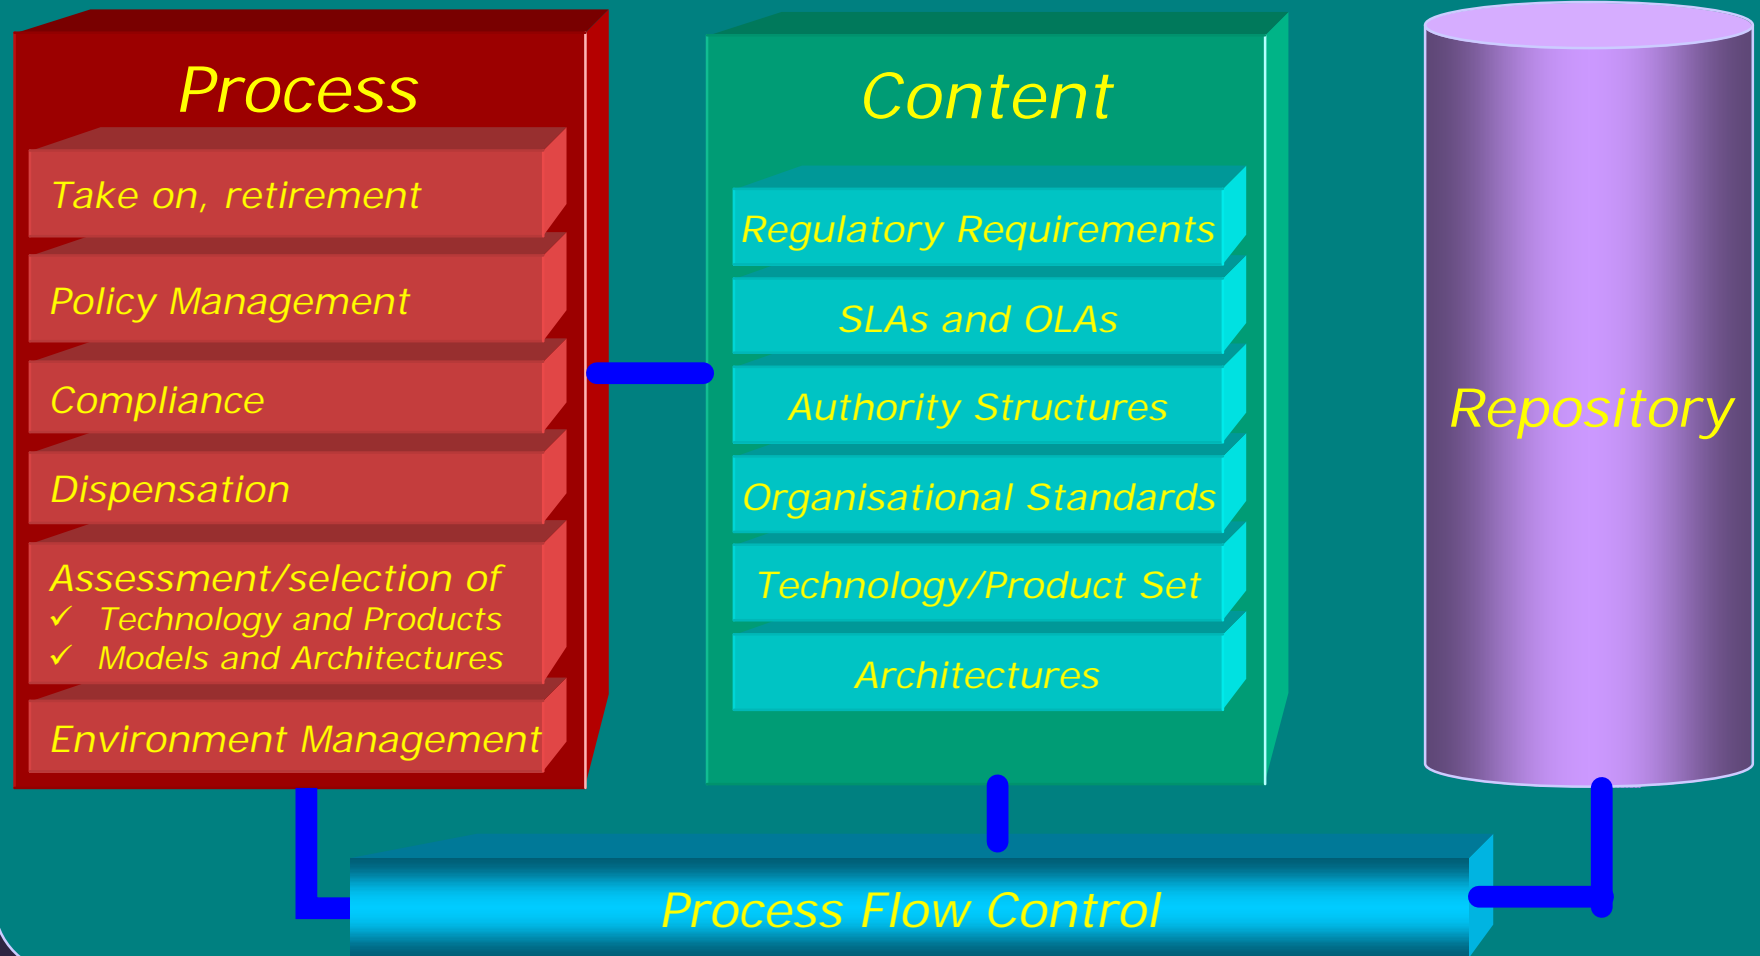 Process
Take on, retirement
Policy Management
Compliance
Dispensation
Assessment/selection of
✓ Technology and Products
✓ Models and Architectures
Environment Management
Content
Regulatory Requirements
SLAs and OLAs
Authority Structures
Organisational Standards
Technology/Product Set
Architectures
Repository
Process Flow Control